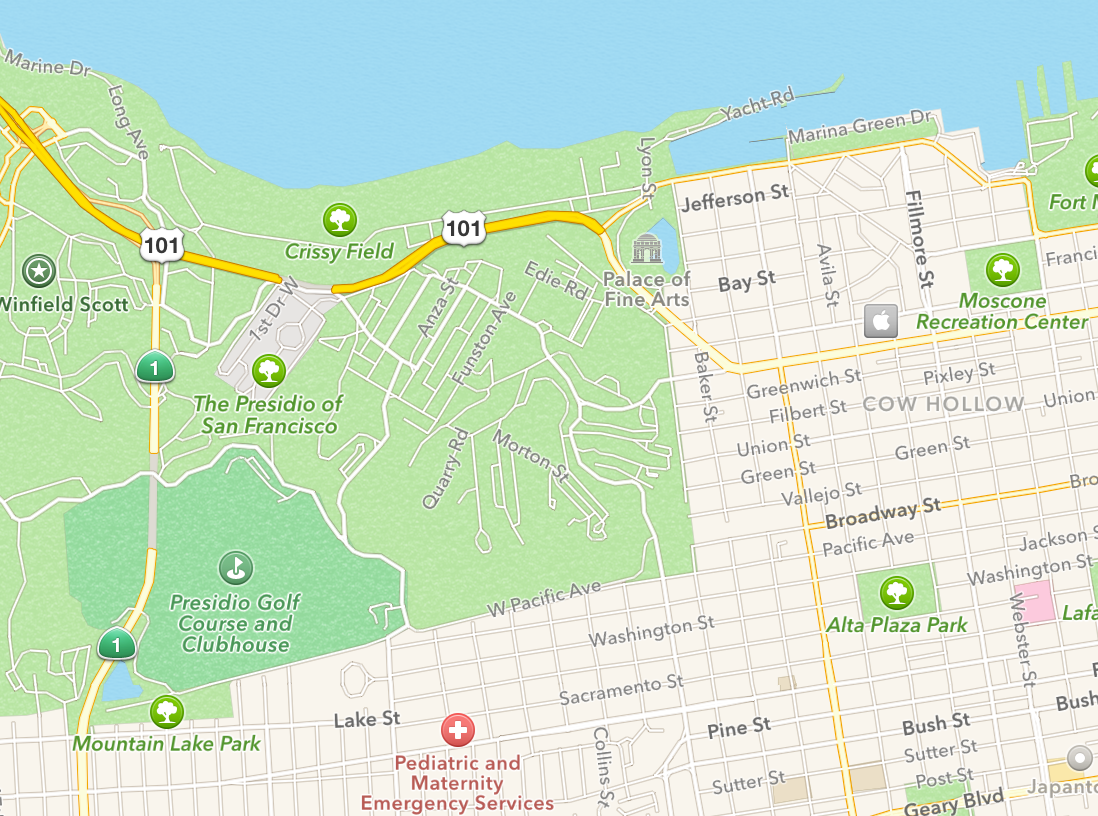 Marine Dr
Long Ave
Yacht Rd
Marina Green Dr
Lyon St
Jefferson St
Fillmore St
Fort M
101
Crissy Field
101
Winfield Scott
1st Dr W
Anza St
Funston Ave
Edie Rd
Palace of
Fine Arts
Bay St
Avila St
Franci
Moscone
Recreation Center
1
The Presidio of
San Francisco
Baker St
Greenwich St
Pixley St
Filbert St
COW HOLLOW
Union
Union St
Green St
Green St
Quarry Rd
Morton St
Vallejo St
Broadway St
Bro
Pacific Ave
Jackson S
Washington St
Presidio Golf
Course and
Clubhouse
W Pacific Ave
Alta Plaza Park
Lafa
Webster St
Washington St
1
Sacramento St
Mountain Lake Park
Lake St
Pine St
Bush St
Bush
Pediatric and
Maternity
Emergency Services
Collins St
Sutter St
Sutter St
Post St
Japanto
Geary Blvd